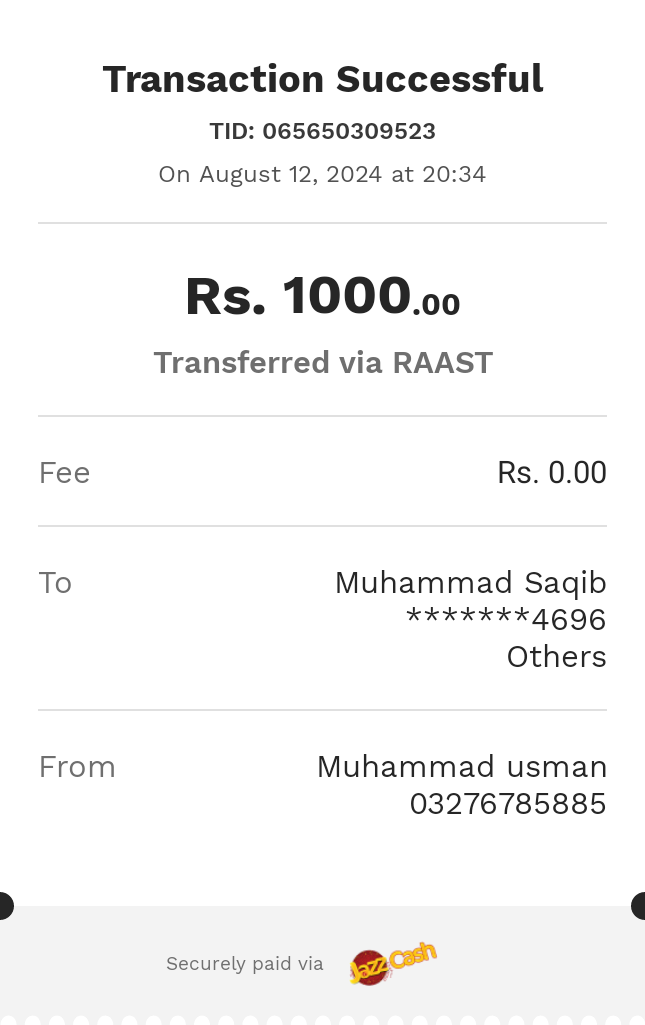 Transaction Successful
TID: 065650309523
On August 12, 2024 at 20:34
Rs. 1000.00
Transferred via RAAST
Fee Rs. 0.00
To Muhammad Saqib
*******4696
Others
From Muhammad usman
03276785885
Securely paid via JazzCash